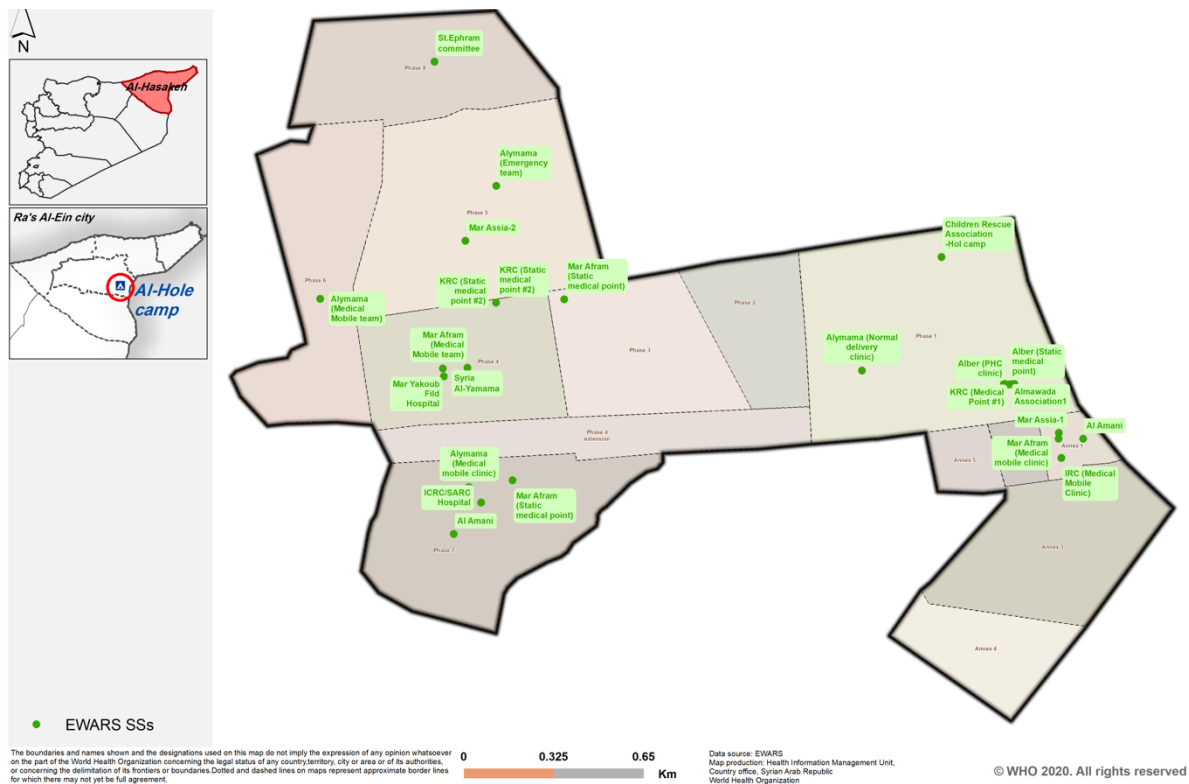 N
Al-Hasakeh
Ra's Al-Ein city
Al-Hole
camp
St.Ephram
committee
Phase 8
Alymama
(Emergency
team)
Phase 5
Mar Assia-2
Phase 6
Alymama
(Medical
Mobile team)
KRC (Static
medical
point #2)
KRC (Static
medical
point #2)
Mar Afram
(Static
medical point)
Mar Afram
(Medical
Mobile team)
Phase 4
Mar Yakoub
Fild
Hospital
Syria
Al-Yamama
Phase 3
Phase 2
Children Rescue
Association
-Hol camp
Phase 1
Alymama (Normal
delivery
clinic)
Alber (PHC
clinic)
Alber (Static
medical
point)
KRC (Medical
Point #1)
Almawada
Association1
Mar Assia-1
Al Amani
Mar Afram
(Medical
mobile clinic)
Annex 1
Annex 5
IRC (Medical
Mobile
Clinic)
Phase 4
extension
Alymama
(Medical
mobile clinic)
ICRC/SARC
Hospital
Mar Afram
(Static
medical point)
Al Amani
Phase 7
Annex 3
Annex 4
EWARS SSs
The boundaries and names shown and the designations used on this map do not imply the expression of any opinion whatsoever
on the part of the World Health Organization concerning the legal status of any country,territory, city or area or of its authorities,
or concerning the delimitation of its frontiers or boundaries.Dotted and dashed lines on maps represent approximate border lines
for which there may not yet be full agreement.
0 0.325 0.65
Km
Data source: EWARS
Map production: Health Information Management Unit,
Country office, Syrian Arab Republic
World Health Organization
© WHO 2020. All rights reserved